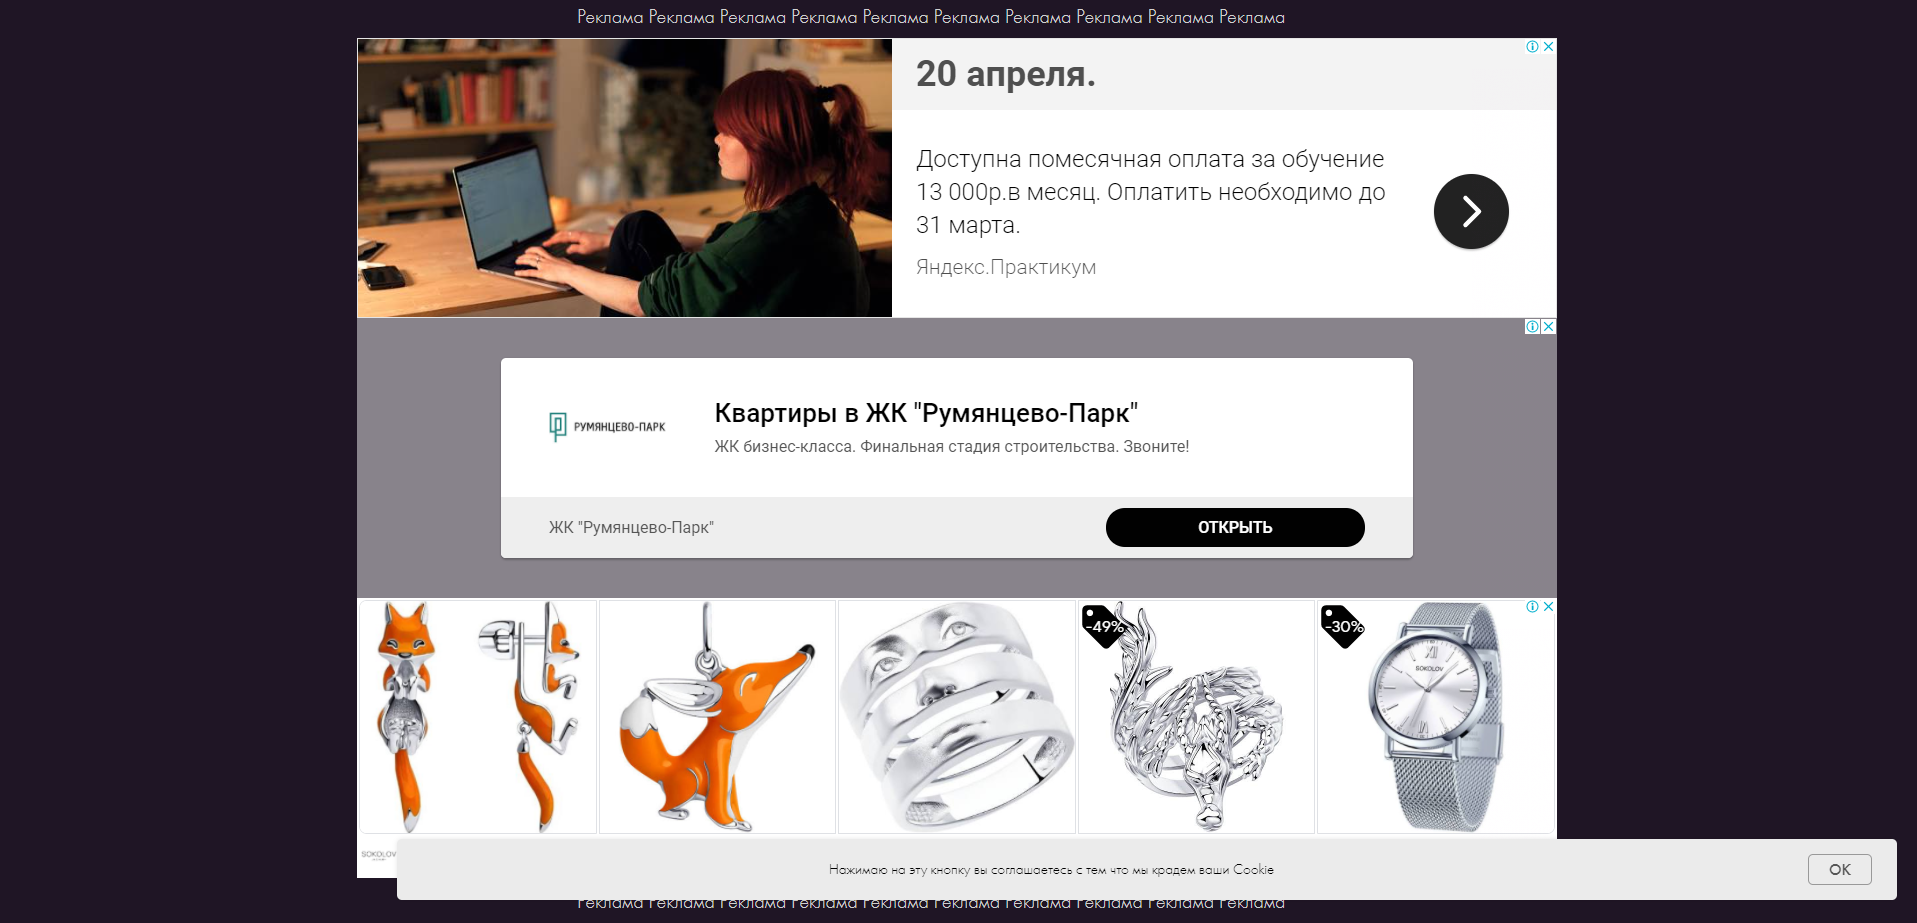 Реклама Реклама Реклама Реклама Реклама Реклама Реклама Реклама Реклама Реклама
20 апреля.
Доступна помесячная оплата за обучение
13 000р.в месяц. Оплатить необходимо до
31 марта.
Яндекс.Практикум
РУМЯНЦЕВО-ПАРК
Квартиры в ЖК "Румянцево-Парк"
ЖК бизнес-класса. Финальная стадия строительства. Звоните!
ЖК "Румянцево-Парк"
ОТКРЫТЬ
-49%
-30%
SOKOLOV
SOKOLOV
Нажимаю на эту кнопку вы соглашаетесь с тем что мы крадем ваши Cookie
OK
Реклама Реклама Реклама Реклама Реклама Реклама Реклама Реклама Реклама Реклама